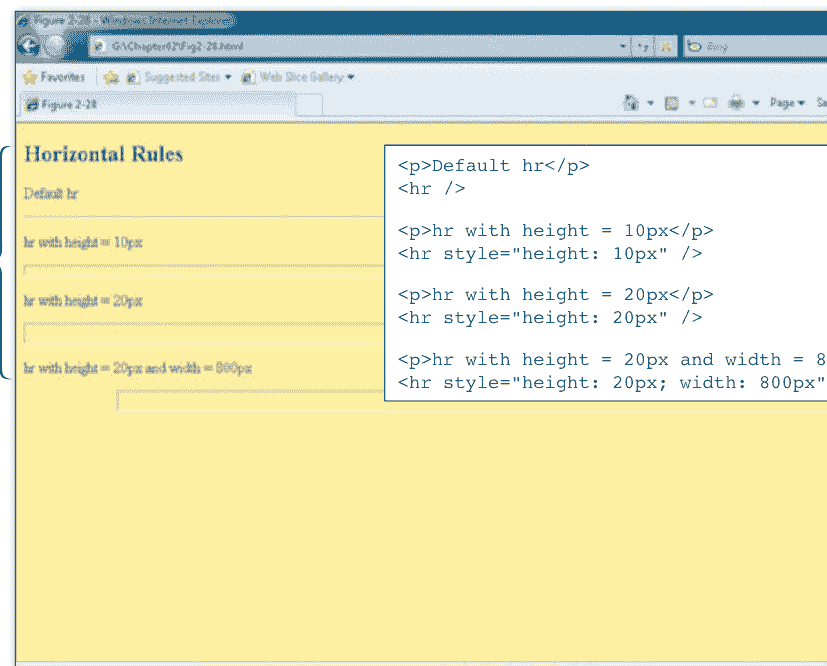 Figure 2-28 - Windows Internet Explorer
G:\Chapter02\Fig2-28.html
Bing
Favorites Suggested Sites Web Slice Gallery
Figure 2-28
Page Sa
Horizontal Rules
Default hr
hr with height = 10px
hr with height = 20px
hr with height = 20px and width = 800px
<p>Default hr</p>
<hr />
<p>hr with height = 10px</p>
<hr style="height: 10px" />
<p>hr with height = 20px</p>
<hr style="height: 20px" />
<p>hr with height = 20px and width = 8
<hr style="height: 20px; width: 800px"